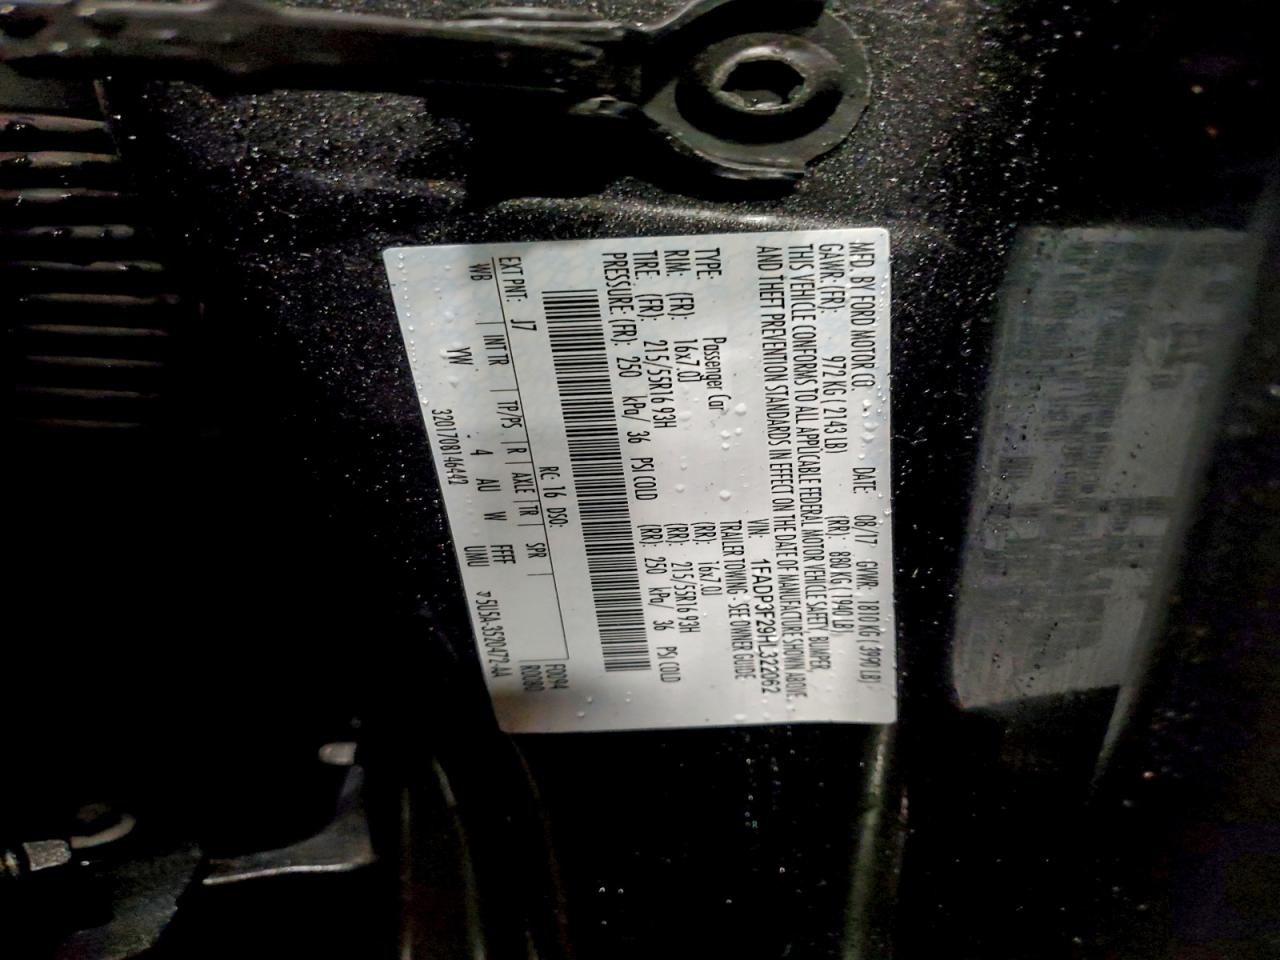 MFD. BY FORD MOTOR CO. DATE: 08/17 GVWR: 1810 KG ( 3990 LB)
GAWR: (FR): 972 KG ( 2143 LB) (RR): 880 KG ( 1940 LB)
THIS VEHICLE CONFORMS TO ALL APPLICABLE FEDERAL MOTOR VEHICLE SAFETY, BUMPER,
AND THEFT PREVENTION STANDARDS IN EFFECT ON THE DATE OF MANUFACTURE SHOWN ABOVE.
VIN: 1FADP3F29HL322062
TYPE: Passenger Car TRAILER TOWING - SEE OWNER GUIDE
RIM: (FR): 16x7.0J (RR): 16x7.0J
TIRE: (FR): 215/55R16 93H (RR): 215/55R16 93H
PRESSURE: (FR): 250 kPa/ 36 PSI COLD (RR): 250 kPa/ 36 PSI COLD
RC: 16 DSO: F0094
EXT PNT: J7 R0080
WB INT TR TP/PS R AXLE TR SPR
YW 4 AU W FFFF
3201708146442 UMU ▽5U5A-3520472-AA